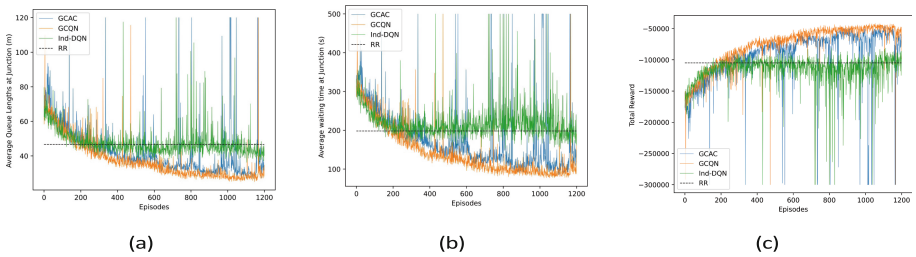 Average Queue Lengths at Junction (m)
120
100
80
60
40
GCAC
GCQN
Ind-DQN
RR
0 200 400 600 800 1000 1200
Episodes
(a)
Average waiting time at Junction (s)
500
400
300
200
100
GCAC
GCQN
Ind-DQN
RR
0 200 400 600 800 1000 1200
Episodes
(b)
Total Reward
−50000
−100000
−150000
−200000
−250000
−300000
GCAC
GCQN
Ind-DQN
RR
0 200 400 600 800 1000 1200
Episodes
(c)